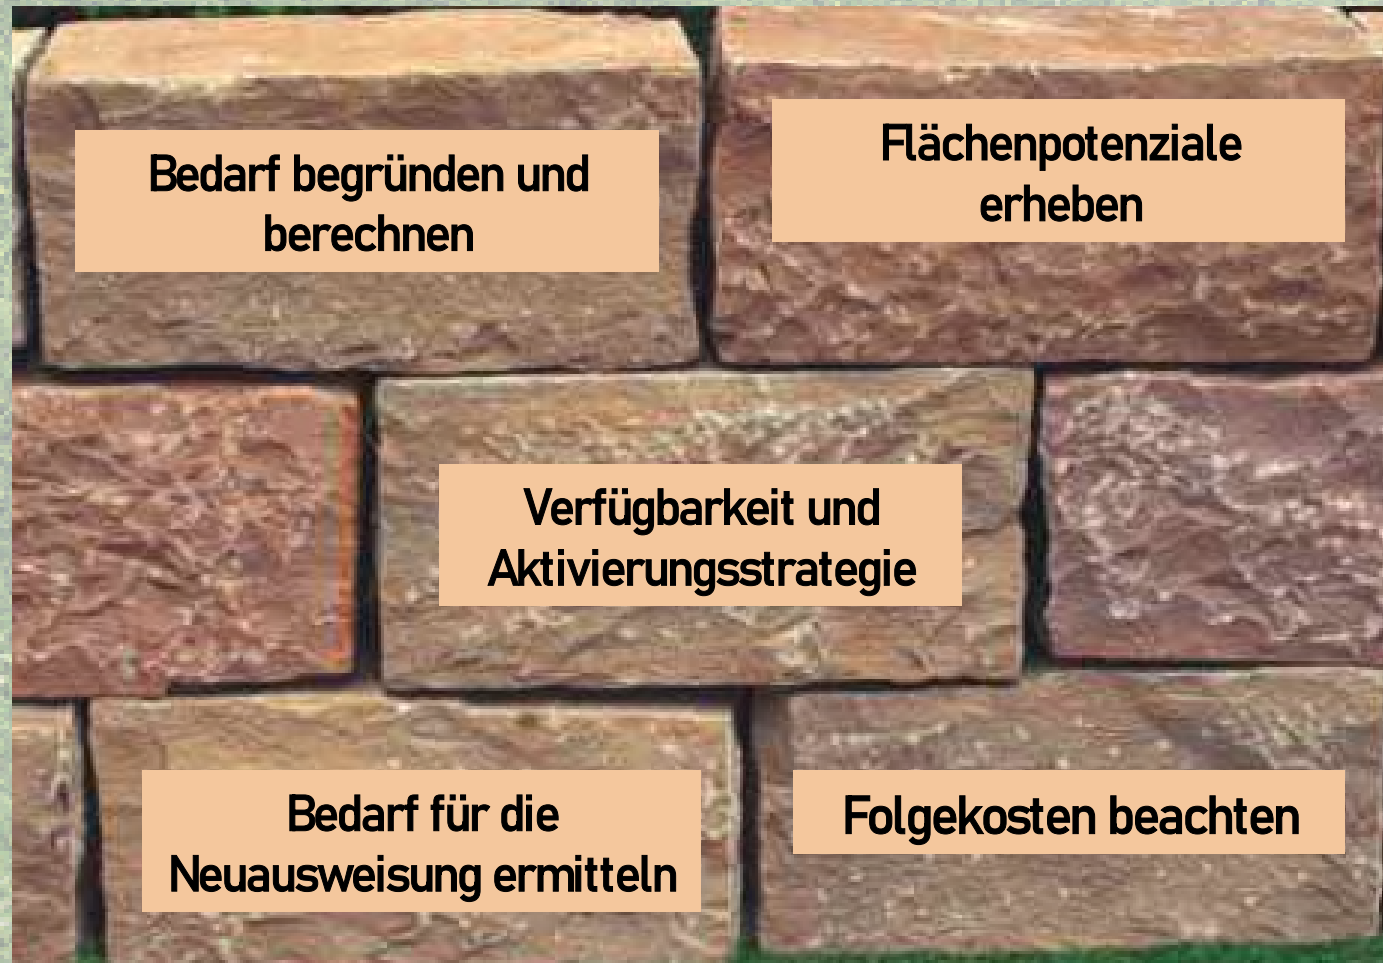 Bedarf begründen und
berechnen
Flächenpotenziale
erheben
Verfügbarkeit und
Aktivierungsstrategie
Bedarf für die
Neuausweisung ermitteln
Folgekosten beachten